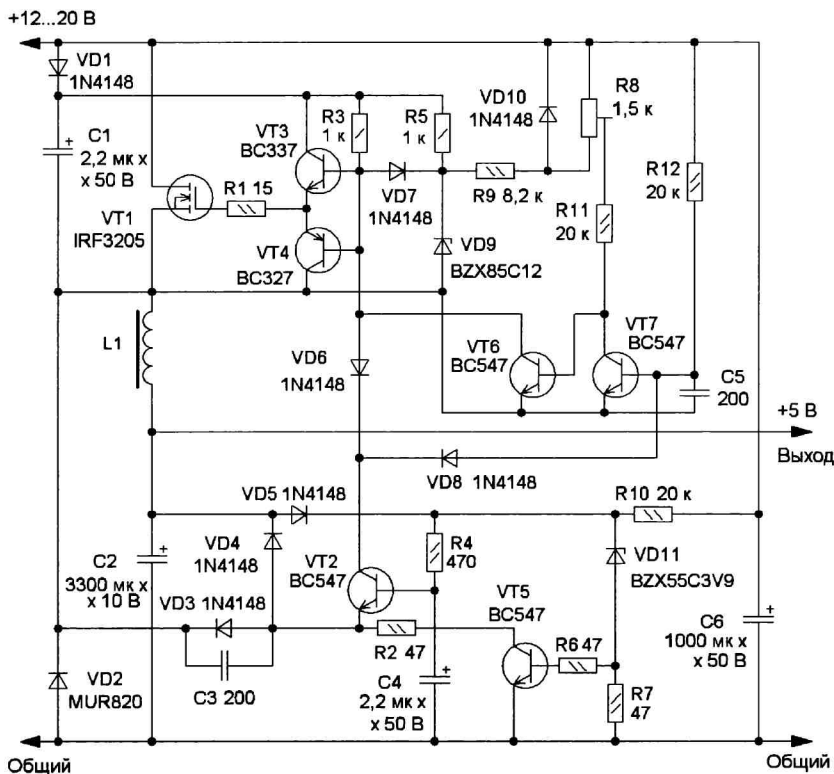 +12...20 В
VD1
1N4148
C1
2,2 мк х
х 50 В
VT1
IRF3205
R1 15
VT3
BC337
VT4
BC327
R3
1 к
R5
1 к
VD7
1N4148
VD10
1N4148
R8
1,5 к
R9 8,2 к
R11
20 к
R12
20 к
VD9
BZX85C12
L1
VD6
1N4148
VT6
BC547
VT7
BC547
C5
200
+5 В
Выход
VD8 1N4148
VD5 1N4148
R10 20 к
C2
3300 мк х
х 10 В
VD4
1N4148
VT2
BC547
R4
470
VD11
BZX55C3V9
VD3 1N4148
VT5
BC547
C6
1000 мк х
х 50 В
R2 47
R6 47
C3 200
VD2
MUR820
C4
2,2 мк х
х 50 В
R7
47
Общий
Общий